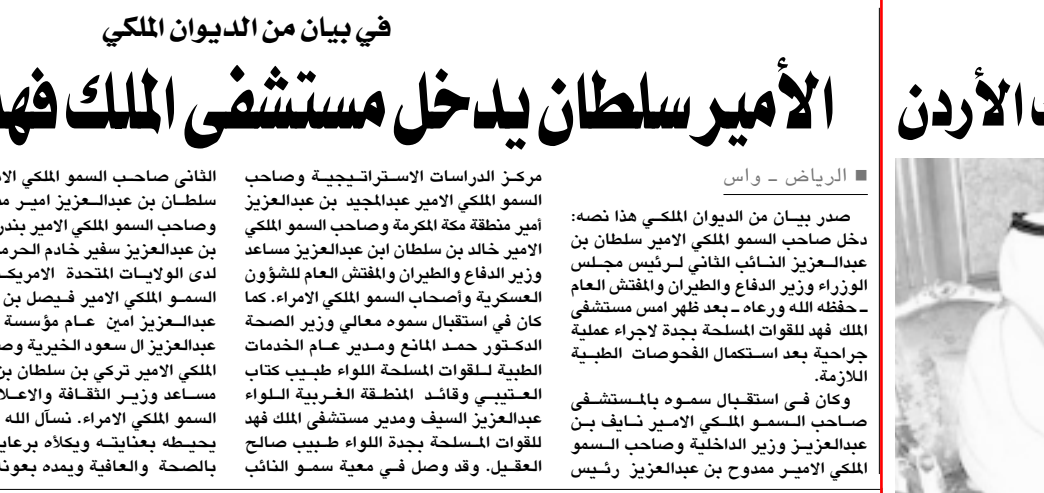 في بيان من الديوان الملكي
الأمير سلطان يدخل مستشفى الملك فهد
الرياض ـ واس
صدر بيان من الديوان الملكي هذا نصه:
دخل صاحب السمو الملكي الامير سلطان بن
عبدالعزيز النائب الثاني لرئيس مجلس
الوزراء وزير الدفاع والطيران والمفتش العام
ـ حفظه الله ورعاه ـ بعد ظهر امس مستشفى
الملك فهد للقوات المسلحة بجدة لاجراء عملية
جراحية بعد استكمال الفحوصات الطبية
اللازمة.
وكان فى استقبال سموه بالمستشفى
صاحب السمو الملكي الامير نايف بن
عبدالعزيز وزير الداخلية وصاحب السمو
الملكي الامير ممدوح بن عبدالعزيز رئيس
مركز الدراسات الاستراتيجية وصاحب
السمو الملكي الامير عبدالمجيد بن عبدالعزيز
أمير منطقة مكة المكرمة وصاحب السمو الملكي
الامير خالد بن سلطان ابن عبدالعزيز مساعد
وزير الدفاع والطيران والمفتش العام للشؤون
العسكرية وأصحاب السمو الملكي الامراء. كما
كان في استقبال سموه معالي وزير الصحة
الدكتور حمد المانع ومدير عام الخدمات
الطبية للقوات المسلحة اللواء طبيب كتاب
العتيبي وقائد المنطقة الغربية اللواء
عبدالعزيز السيف ومدير مستشفى الملك فهد
للقوات المسلحة بجدة اللواء طبيب صالح
العقيل. وقد وصل في معية سمو النائب
الثانى صاحب السمو الملكي
سلطان بن عبدالعزيز امير
وصاحب السمو الملكي الامير بندر
بن عبدالعزيز سفير خادم
لدى الولايات المتحدة
السمو الملكي الامير فيصل بن
عبدالعزيز امين عام مؤسسة
عبدالعزيز ال سعود الخيرية
الملكي الامير تركي بن سلطان بن
مساعد وزير الثقافة
السمو الملكي الامراء. نسآل الله
يحيطه بعنايته ويكلأه
بالصحة والعافية ويمده
الأردن